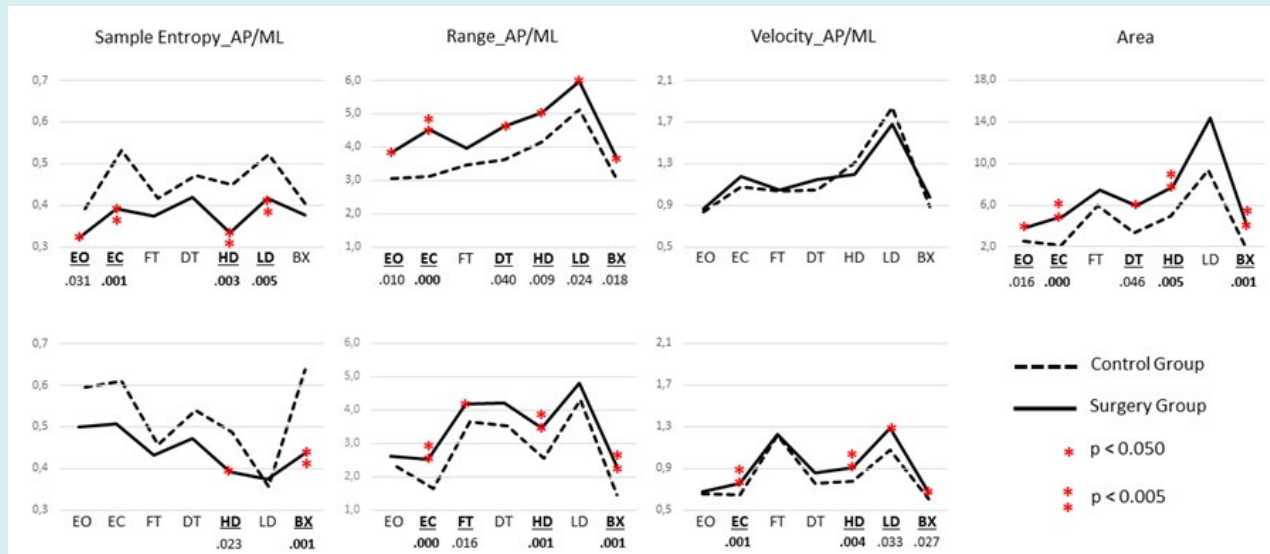 Sample Entropy_AP/ML
Range_AP/ML
Velocity_AP/ML
Area
0,7
0,6
0,5
0,4
0,3
EO EC FT DT HD LD BX
.031 .001 .003 .005
6,0
5,0
4,0
3,0
2,0
1,0
EO EC FT DT HD LD BX
.010 .000 .040 .009 .024 .018
2,1
1,7
1,3
0,9
0,5
EO EC FT DT HD LD BX
18,0
14,0
10,0
6,0
2,0
EO EC FT DT HD LD BX
.016 .000 .046 .005 .001
0,7
0,6
0,5
0,4
0,3
EO EC FT DT HD LD BX
.023 .001
6,0
5,0
4,0
3,0
2,0
1,0
EO EC FT DT HD LD BX
.000 .016 .001 .001
2,1
1,7
1,3
0,9
0,5
EO EC FT DT HD LD BX
.001 .004 .033 .027
Control Group
Surgery Group
* p < 0.050
** p < 0.005